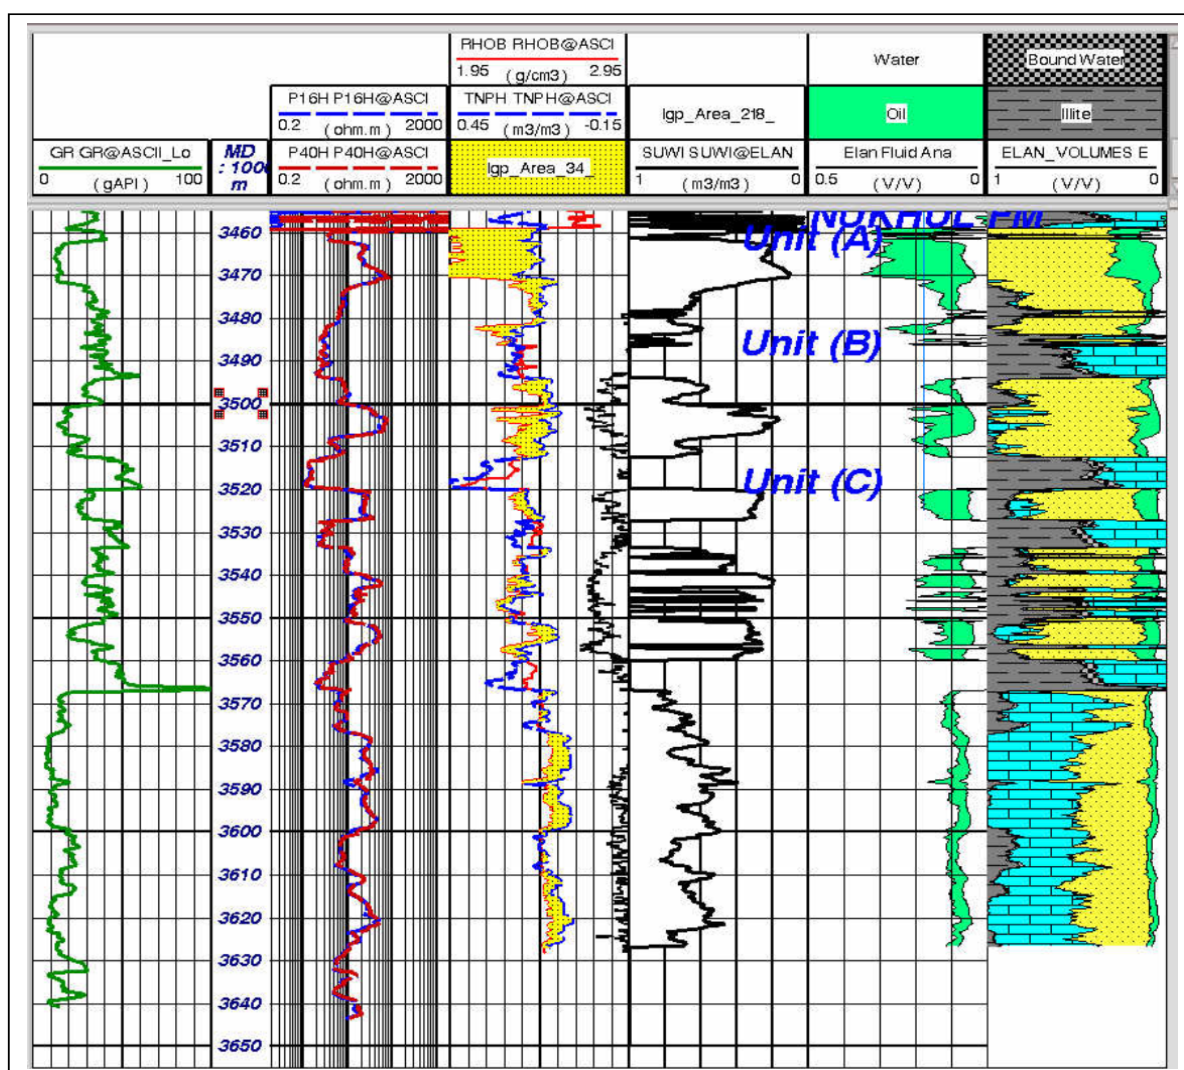 RHOB RHOB@ASCI
1.95 (g/cm3) 2.95
Water
Bound Water
P16H P16H@ASCI
0.2 (ohm.m) 2000
TNPH TNPH@ASCI
0.45 (m3/m3) -0.15
lgp_Area_218_
Oil
Illite
GR GR@ASCII_Lo
0 (gAPI) 100
MD
: 1000
m
P40H P40H@ASCI
0.2 (ohm.m) 2000
lgp_Area_34_
SUWI SUWI@ELAN
1 (m3/m3) 0
Elan Fluid Ana
0.5 (V/V) 0
ELAN_VOLUMES E
1 (V/V) 0
NUKHUL FM
Unit (A)
3460
3470
3480
Unit (B)
3490
3500
3510
Unit (C)
3520
3530
3540
3550
3560
3570
3580
3590
3600
3610
3620
3630
3640
3650